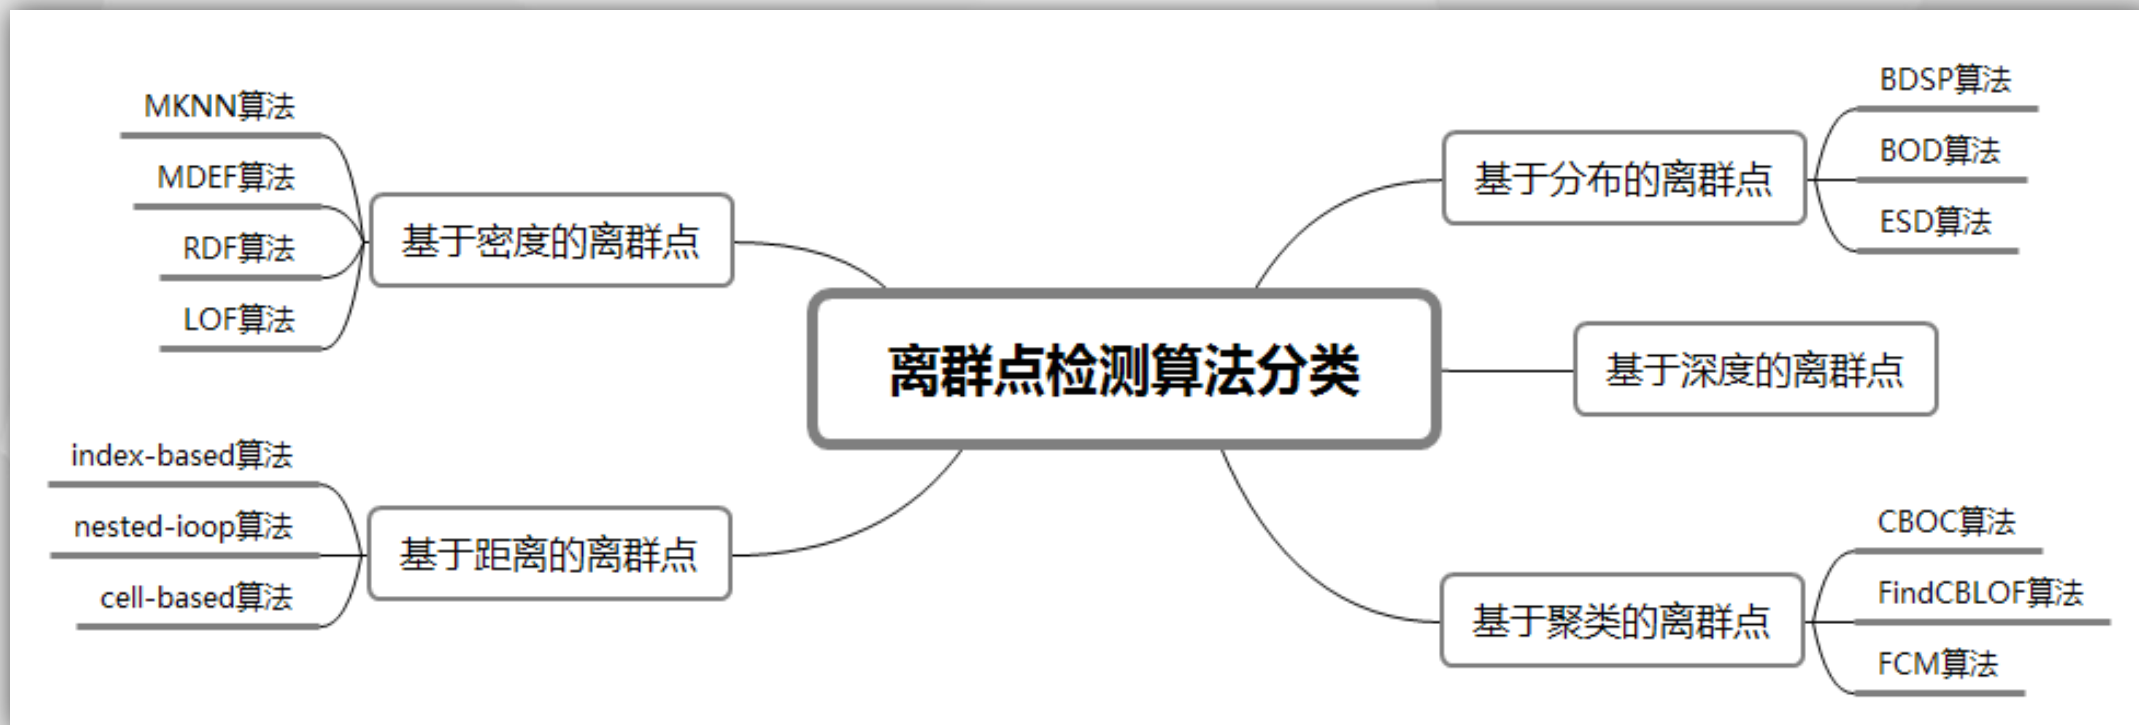 离群点检测算法分类
基于分布的离群点
BDSP算法
BOD算法
ESD算法
基于深度的离群点
基于聚类的离群点
CBOC算法
FindCBLOF算法
FCM算法
基于密度的离群点
MKNN算法
MDEF算法
RDF算法
LOF算法
基于距离的离群点
index-based算法
nested-ioop算法
cell-based算法